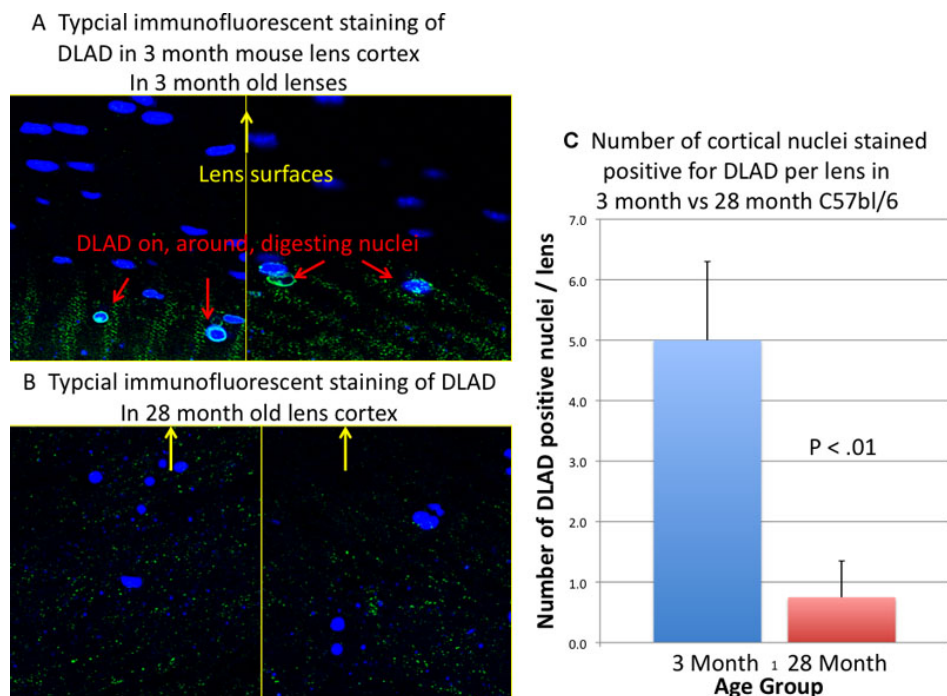 A Typcial immunofluorescent staining of
DLAD in 3 month mouse lens cortex
In 3 month old lenses
Lens surfaces
DLAD on, around, digesting nuclei
B Typcial immunofluorescent staining of DLAD
In 28 month old lens cortex
C Number of cortical nuclei stained
positive for DLAD per lens in
3 month vs 28 month C57bl/6
Number of DLAD positive nuclei / lens
7.0
6.0
5.0
4.0
3.0
2.0
1.0
0.0
P < .01
3 Month 1 28 Month
Age Group